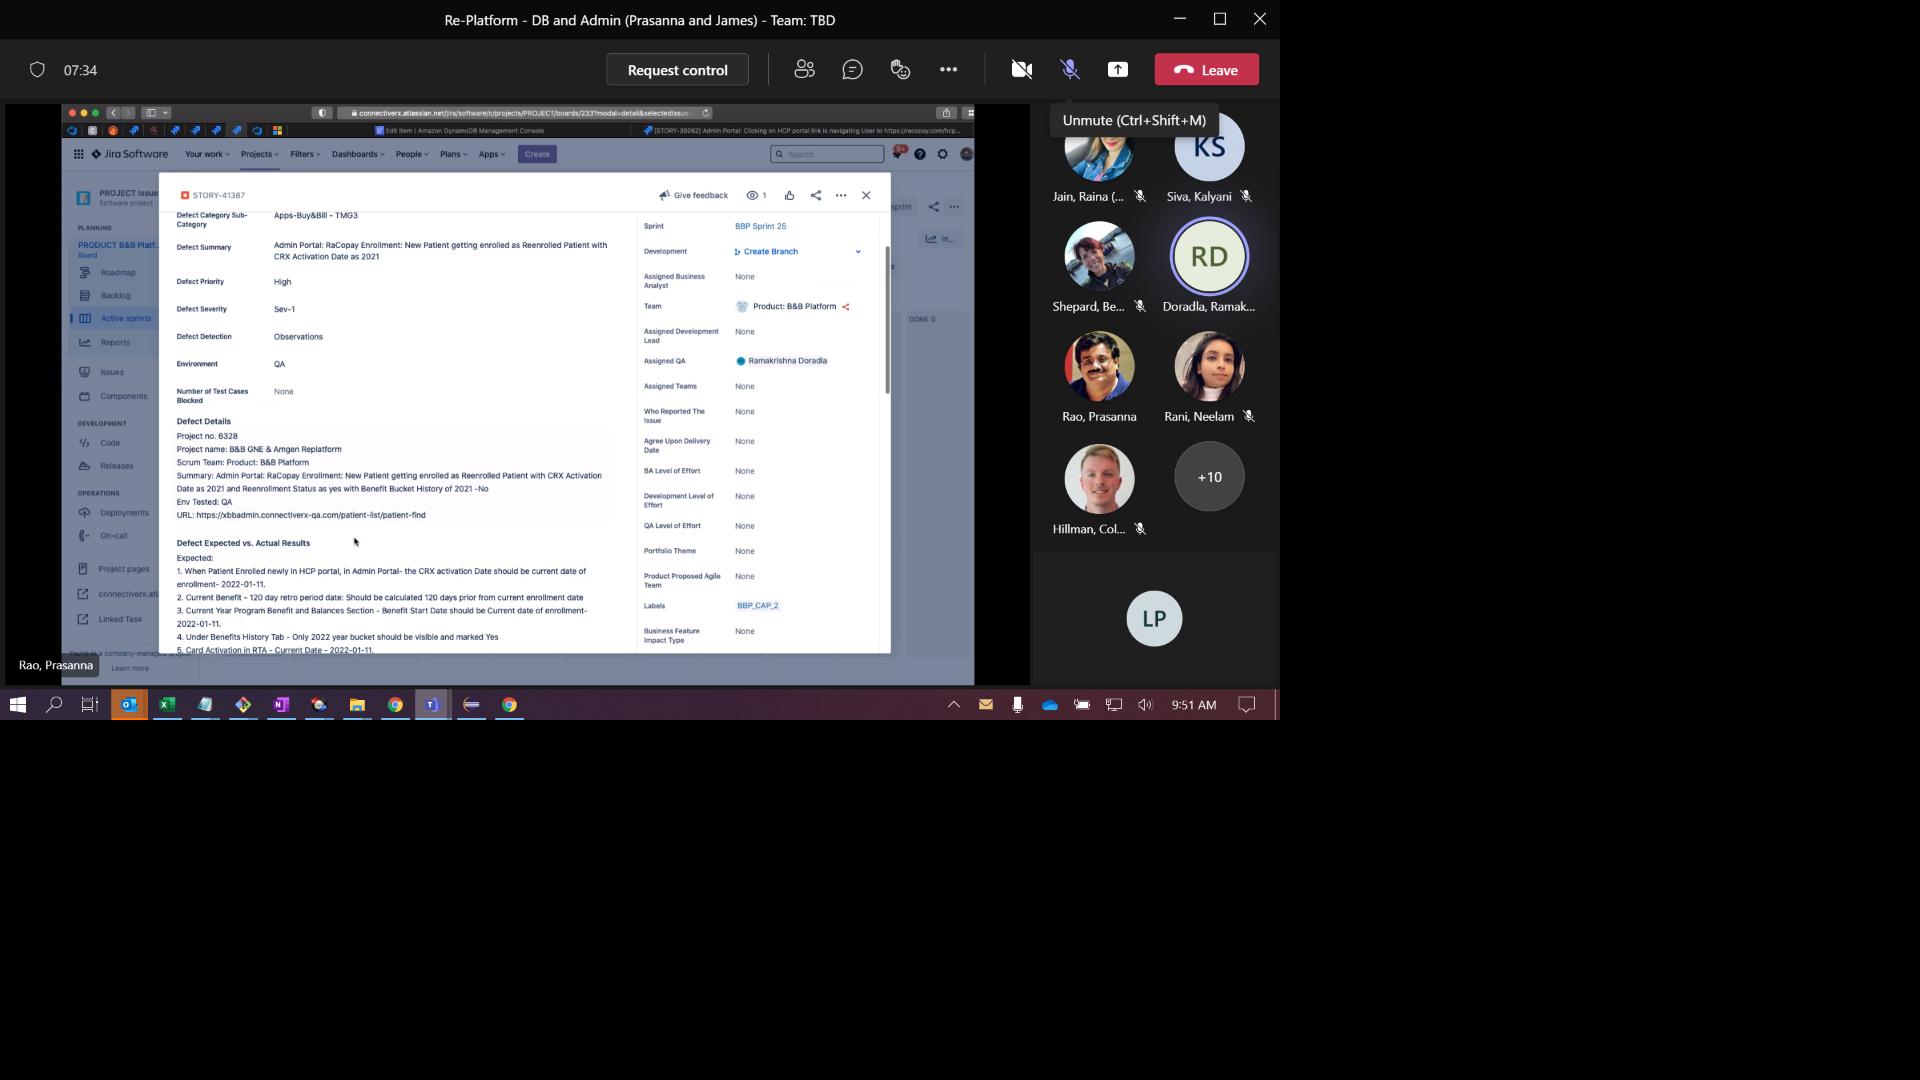 Re-Platform - DB and Admin (Prasanna and James) - Team: TBD
07:34
Request control
Leave
Unmute (Ctrl+Shift+M)
connectiverx.atlassian.net/jira/software/c/projects/PROJECT/boards/233?modal=detail&selectedIssue=
Edit item | Amazon DynamoDB Management Console
[STORY-39262] Admin Portal: Clicking on HCP portal link is navigating User to https://racopay.com/hcp...
Jira Software
Your work
Projects
Filters
Dashboards
People
Plans
Apps
Create
Search
9+
PROJECT Issue
Software project
PLANNING
PRODUCT B&B Platf...
Board
Roadmap
Backlog
Active sprints
Reports
Issues
Components
DEVELOPMENT
Code
Releases
OPERATIONS
Deployments
On-call
Project pages
connectiverx.atl
Linked Task
You're in a company-managed project
Learn more
sprint
In...
DONE 0
STORY-41387
Give feedback
1
Defect Category Sub-
Category
Apps-Buy&Bill - TMG3
Defect Summary
Admin Portal: RaCopay Enrollment: New Patient getting enrolled as Reenrolled Patient with
CRX Activation Date as 2021
Defect Priority
High
Defect Severity
Sev-1
Defect Detection
Observations
Environment
QA
Number of Test Cases
Blocked
None
Defect Details
Project no. 6328
Project name: B&B GNE & Amgen Replatform
Scrum Team: Product: B&B Platform
Summary: Admin Portal: RaCopay Enrollment: New Patient getting enrolled as Reenrolled Patient with CRX Activation
Date as 2021 and Reenrollment Status as yes with Benefit Bucket History of 2021 -No
Env Tested: QA
URL: https://xbbadmin.connectiverx-qa.com/patient-list/patient-find
Defect Expected vs. Actual Results
Expected:
1. When Patient Enrolled newly in HCP portal, in Admin Portal- the CRX activation Date should be current date of
enrollment- 2022-01-11.
2. Current Benefit - 120 day retro period date: Should be calculated 120 days prior from current enrollment date
3. Current Year Program Benefit and Balances Section - Benefit Start Date should be Current date of enrollment-
2022-01-11.
4. Under Benefits History Tab - Only 2022 year bucket should be visible and marked Yes
5. Card Activation in RTA - Current Date - 2022-01-11.
Sprint
BBP Sprint 25
Development
Create Branch
Assigned Business
Analyst
None
Team
Product: B&B Platform
Assigned Development
Lead
None
Assigned QA
Ramakrishna Doradla
Assigned Teams
None
Who Reported The
Issue
None
Agree Upon Delivery
Date
None
BA Level of Effort
None
Development Level of
Effort
None
QA Level of Effort
None
Portfolio Theme
None
Product Proposed Agile
Team
None
Labels
BBP_CAP_2
Business Feature
Impact Type
None
Rao, Prasanna
KS
Jain, Raina (...
Siva, Kalyani
RD
Shepard, Be...
Doradla, Ramak...
Rao, Prasanna
Rani, Neelam
+10
Hillman, Col...
LP
9:51 AM